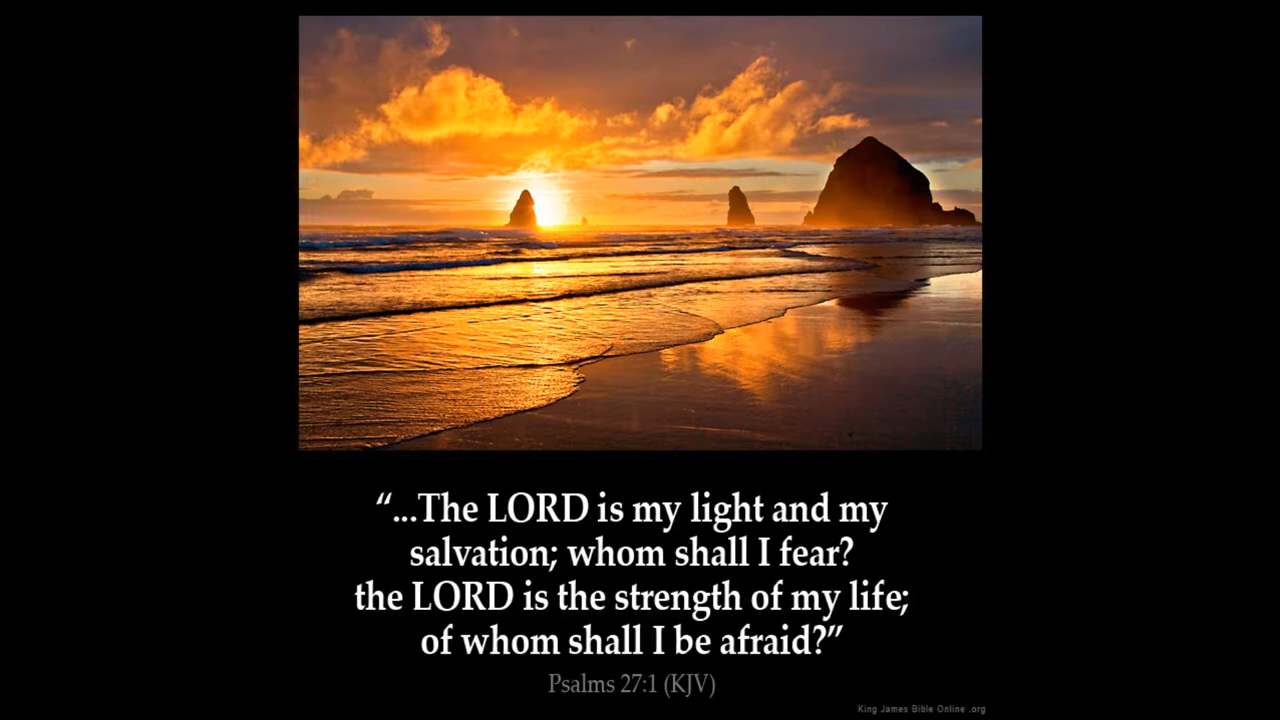 “...The LORD is my light and my
salvation; whom shall I fear?
the LORD is the strength of my life;
of whom shall I be afraid?”
Psalms 27:1 (KJV)
King James Bible Online .org